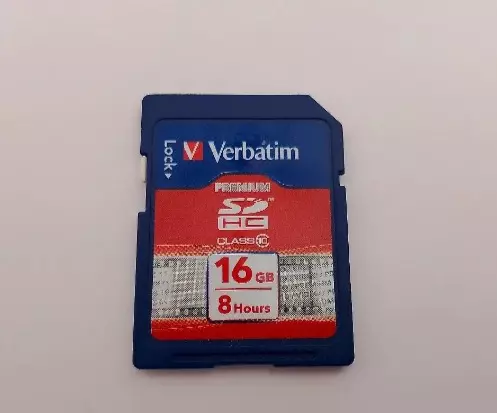 Lock
Verbatim
PREMIUM
SD
HC
CLASS 10
16 GB
8 Hours